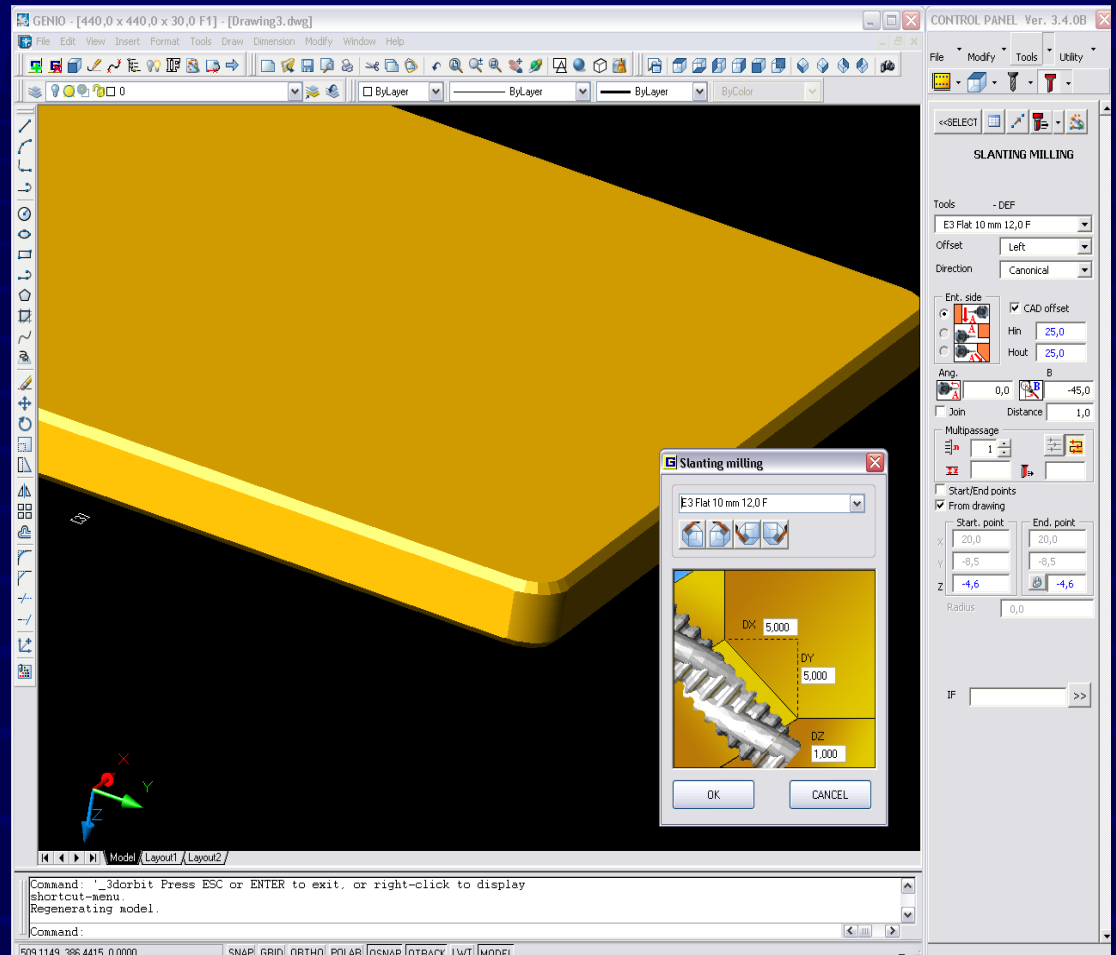 GENIO - [440,0 x 440,0 x 30,0 F1] - [Drawing3.dwg]
File Edit View Insert Format Tools Draw Dimension Modify Window Help
0
ByLayer
ByLayer
ByLayer
ByColor
CONTROL PANEL Ver. 3.4.0B
File Modify Tools Utility
<<SELECT
SLANTING MILLING
Tools - DEF
E3 Flat 10 mm 12,0 F
Offset Left
Direction Canonical
Ent. side
CAD offset
Hin 25,0
Hout 25,0
Ang. B
0,0 -45,0
Join Distance 1,0
Multipassage
1
Start/End points
From drawing
Start. point End. point
X 20,0 20,0
Y -8,5 -8,5
Z -4,6 -4,6
Radius 0,0
IF >>
Slanting milling
E3 Flat 10 mm 12,0 F
DX 5,000
DY
5,000
DZ
1,000
OK CANCEL
X
Y
Z
Model Layout1 Layout2
Command: '_3dorbit Press ESC or ENTER to exit, or right-click to display
shortcut-menu.
Regenerating model.
Command:
509.1149, 386.4415, 0.0000 SNAP GRID ORTHO POLAR OSNAP OTRACK LWT MODEL